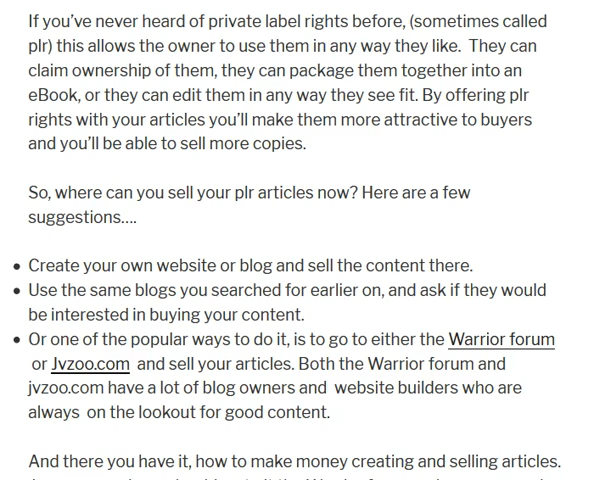 If you've never heard of private label rights before, (sometimes called
plr) this allows the owner to use them in any way they like.  They can
claim ownership of them, they can package them together into an
eBook, or they can edit them in any way they see fit. By offering plr
rights with your articles you'll make them more attractive to buyers
and you'll be able to sell more copies.
So, where can you sell your plr articles now? Here are a few
suggestions….
• Create your own website or blog and sell the content there.
• Use the same blogs you searched for earlier on, and ask if they would
be interested in buying your content.
• Or one of the popular ways to do it, is to go to either the Warrior forum
or Jvzoo.com  and sell your articles. Both the Warrior forum and
jvzoo.com have a lot of blog owners and  website builders who are
always  on the lookout for good content.
And there you have it, how to make money creating and selling articles.